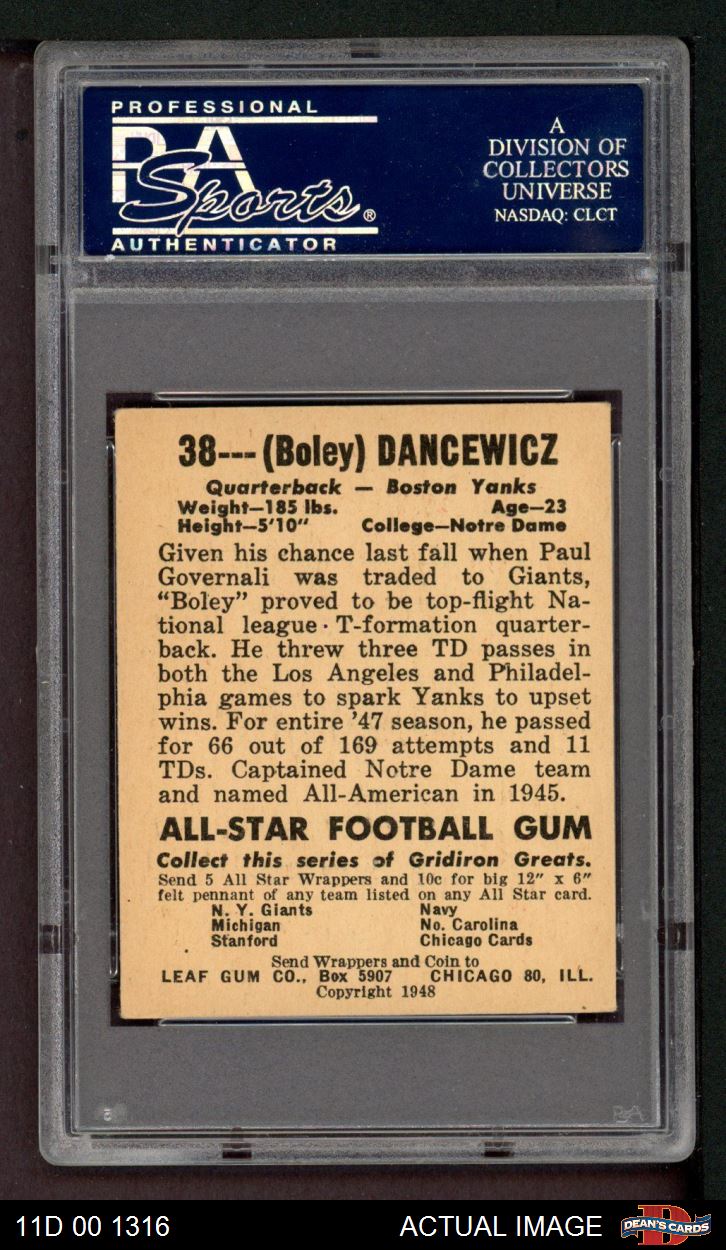 PROFESSIONAL
PSA
Sports®
AUTHENTICATOR
A
DIVISION OF
COLLECTORS
UNIVERSE
NASDAQ: CLCT
38---(Boley) DANCEWICZ
Quarterback — Boston Yanks
Weight—185 lbs. Age—23
Height—5'10" College—Notre Dame
Given his chance last fall when Paul
Governali was traded to Giants,
"Boley" proved to be top-flight Na-
tional league T-formation quarter-
back. He threw three TD passes in
both the Los Angeles and Philadel-
phia games to spark Yanks to upset
wins. For entire '47 season, he passed
for 66 out of 169 attempts and 11
TDs. Captained Notre Dame team
and named All-American in 1945.
ALL-STAR FOOTBALL GUM
Collect this series of Gridiron Greats.
Send 5 All Star Wrappers and 10c for big 12" x 6"
felt pennant of any team listed on any All Star card.
N. Y. Giants Navy
Michigan No. Carolina
Stanford Chicago Cards
Send Wrappers and Coin to
LEAF GUM CO., Box 5907 CHICAGO 80, ILL.
Copyright 1948
PSA
11D 00 1316 ACTUAL IMAGE DEAN'S CARDS